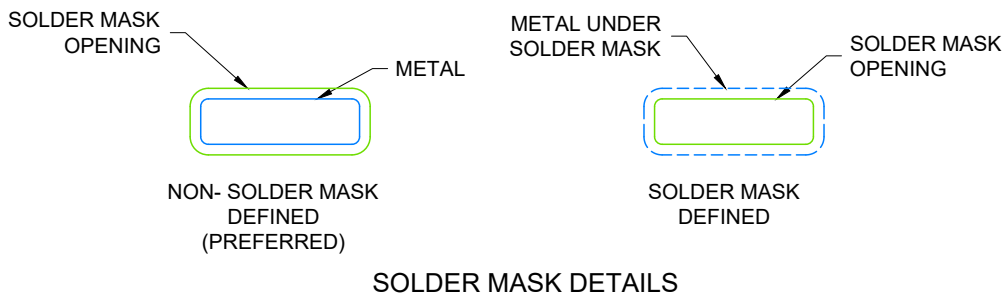 SOLDER MASK
OPENING
METAL
NON- SOLDER MASK
DEFINED
(PREFERRED)
METAL UNDER
SOLDER MASK
SOLDER MASK
OPENING
SOLDER MASK
DEFINED
SOLDER MASK DETAILS